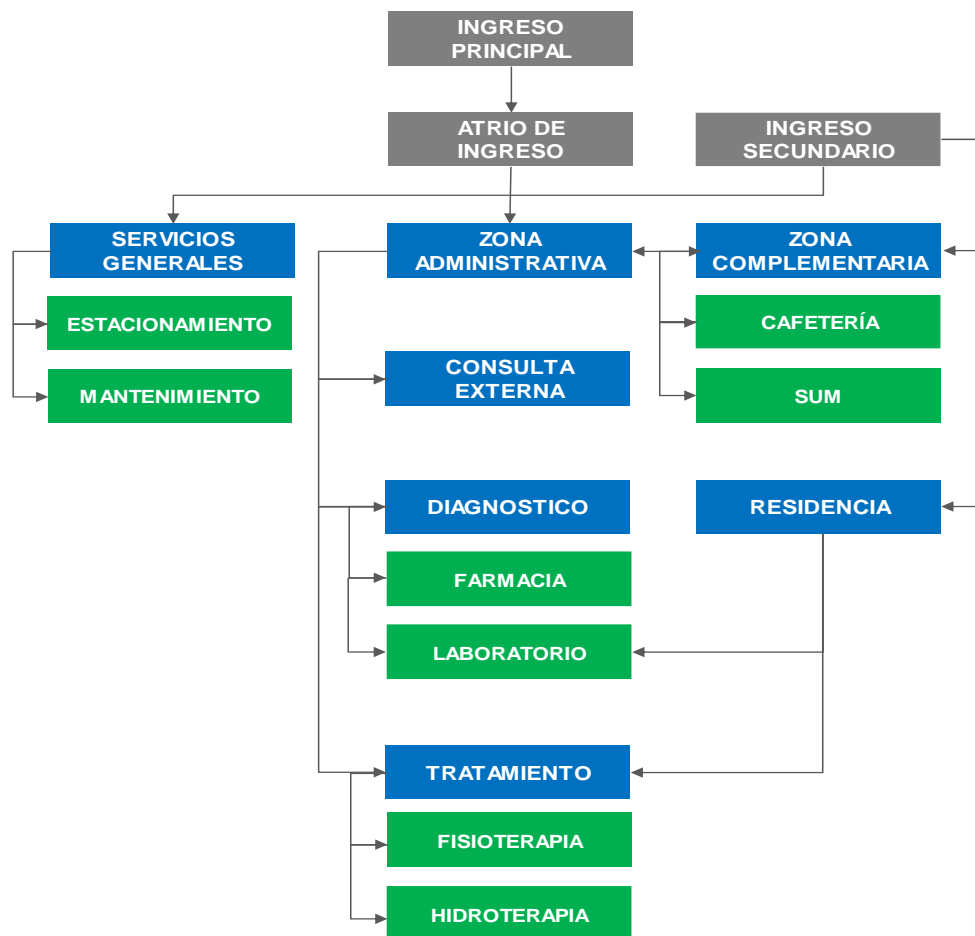 INGRESO
PRINCIPAL
ATRIO DE
INGRESO
INGRESO
SECUNDARIO
SERVICIOS
GENERALES
ZONA
ADMINISTRATIVA
ZONA
COMPLEMENTARIA
ESTACIONAMIENTO
CAFETERÍA
MANTENIMIENTO
CONSULTA
EXTERNA
SUM
DIAGNOSTICO
RESIDENCIA
FARMACIA
LABORATORIO
TRATAMIENTO
FISIOTERAPIA
HIDROTERAPIA